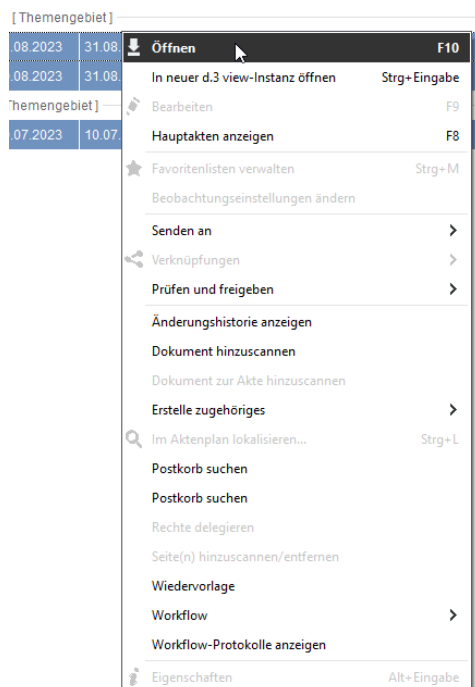 [ Themengebiet ]
.08.2023 31.08.
Öffnen F10
.08.2023 31.08.
In neuer d.3 view-Instanz öffnen Strg+Eingabe
Themengebiet ]
Bearbeiten F9
.07.2023 10.07.
Hauptakten anzeigen F8
Favoritenlisten verwalten Strg+M
Beobachtungseinstellungen ändern
Senden an
Verknüpfungen
Prüfen und freigeben
Änderungshistorie anzeigen
Dokument hinzuscannen
Dokument zur Akte hinzuscannen
Erstelle zugehöriges
Im Aktenplan lokalisieren... Strg+L
Postkorb suchen
Postkorb suchen
Rechte delegieren
Seite(n) hinzuscannen/entfernen
Wiedervorlage
Workflow
Workflow-Protokolle anzeigen
Eigenschaften Alt+Eingabe